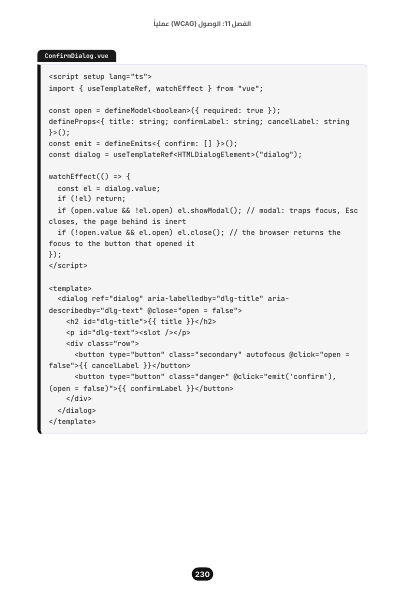 الفصل 11: الوصول (WCAG) عملياً
ConfirmDialog.vue
<script setup lang="ts">
import { useTemplateRef, watchEffect } from "vue";
const open = defineModel<boolean>({ required: true });
defineProps<{ title: string; confirmLabel: string; cancelLabel: string
}>();
const emit = defineEmits<{ confirm: [] }>();
const dialog = useTemplateRef<HTMLDialogElement>("dialog");
watchEffect(() => {
  const el = dialog.value;
  if (!el) return;
  if (open.value && !el.open) el.showModal(); // modal: traps focus, Esc
closes, the page behind is inert
  if (!open.value && el.open) el.close(); // the browser returns the
focus to the button that opened it
});
</script>
<template>
  <dialog ref="dialog" aria-labelledby="dlg-title" aria-
describedby="dlg-text" @close="open = false">
    <h2 id="dlg-title">{{ title }}</h2>
    <p id="dlg-text"><slot /></p>
    <div class="row">
      <button type="button" class="secondary" autofocus @click="open =
false">{{ cancelLabel }}</button>
      <button type="button" class="danger" @click="emit('confirm'),
(open = false)">{{ confirmLabel }}</button>
    </div>
  </dialog>
</template>
230